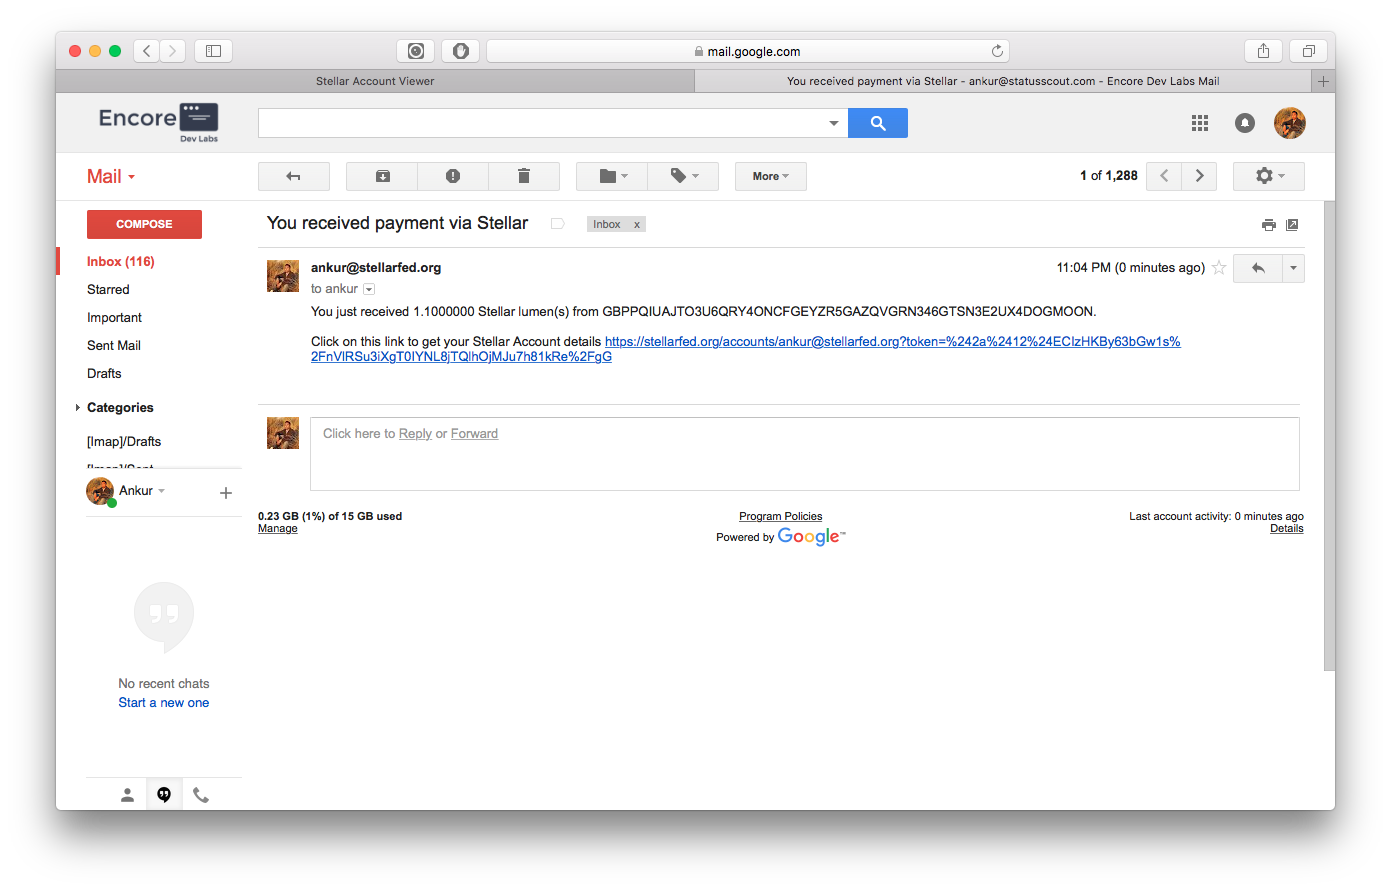 mail.google.com
Stellar Account Viewer
You received payment via Stellar - ankur@statusscout.com - Encore Dev Labs Mail
Encore
Dev Labs
Mail
More
1 of 1,288
COMPOSE
Inbox (116)
Starred
Important
Sent Mail
Drafts
Categories
[Imap]/Drafts
[Imap]/Sent
Ankur
No recent chats
Start a new one
You received payment via Stellar
Inbox x
ankur@stellarfed.org
11:04 PM (0 minutes ago)
to ankur
You just received 1.1000000 Stellar lumen(s) from GBPPQIUAJTO3U6QRY4ONCFGEYZR5GAZQVGRN346GTSN3E2UX4DOGMOON.
Click on this link to get your Stellar Account details https://stellarfed.org/accounts/ankur@stellarfed.org?token=%242a%2412%24ECIzHKBy63bGw1s%
2FnVlRSu3iXgT0IYNL8jTQlhOjMJu7h81kRe%2FgG
Click here to Reply or Forward
0.23 GB (1%) of 15 GB used
Manage
Program Policies
Powered by Google™
Last account activity: 0 minutes ago
Details